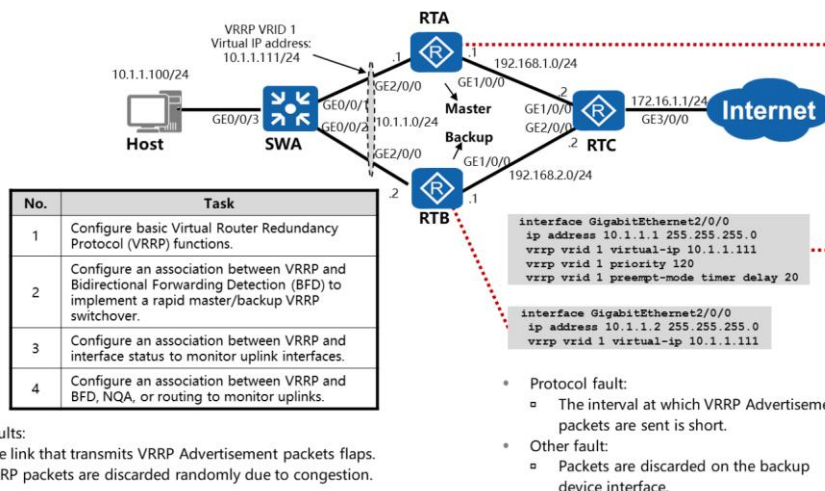 RTA
VRRP VRID 1
Virtual IP address:
10.1.1.111/24
.1
.1
192.168.1.0/24
10.1.1.100/24
GE2/0/0
GE1/0/0
.2
GE0/0/1
Master
GE1/0/0
172.16.1.1/24
Internet
GE0/0/3
GE0/0/2
10.1.1.0/24
Backup
GE2/0/0
GE3/0/0
Host
SWA
.2
RTC
GE2/0/0
GE1/0/0
192.168.2.0/24
.2
.1
RTB
No.
Task
1
Configure basic Virtual Router Redundancy
Protocol (VRRP) functions.
2
Configure an association between VRRP and
Bidirectional Forwarding Detection (BFD) to
implement a rapid master/backup VRRP
switchover.
3
Configure an association between VRRP and
interface status to monitor uplink interfaces.
4
Configure an association between VRRP and
BFD, NQA, or routing to monitor uplinks.
interface GigabitEthernet2/0/0
ip address 10.1.1.1 255.255.255.0
vrrp vrid 1 virtual-ip 10.1.1.111
vrrp vrid 1 priority 120
vrrp vrid 1 preempt-mode timer delay 20
interface GigabitEthernet2/0/0
ip address 10.1.1.2 255.255.255.0
vrrp vrid 1 virtual-ip 10.1.1.111
• Protocol fault:
▫ The interval at which VRRP Advertiseme
packets are sent is short.
• Other fault:
▫ Packets are discarded on the backup
device interface.
ults:
e link that transmits VRRP Advertisement packets flaps.
RP packets are discarded randomly due to congestion.